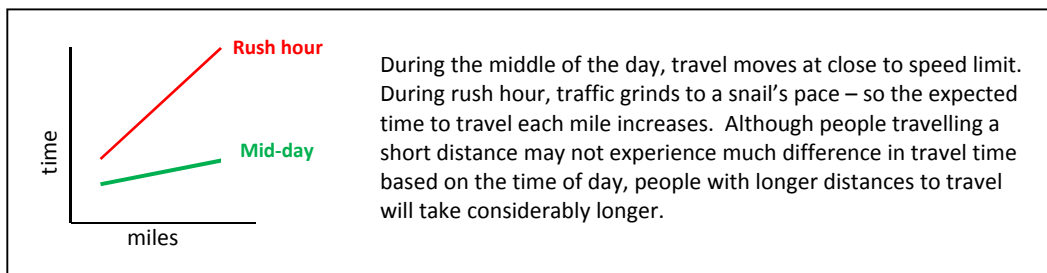 Rush hour
Mid-day
time
miles
During the middle of the day, travel moves at close to speed limit.
During rush hour, traffic grinds to a snail’s pace – so the expected
time to travel each mile increases.  Although people travelling a
short distance may not experience much difference in travel time
based on the time of day, people with longer distances to travel
will take considerably longer.